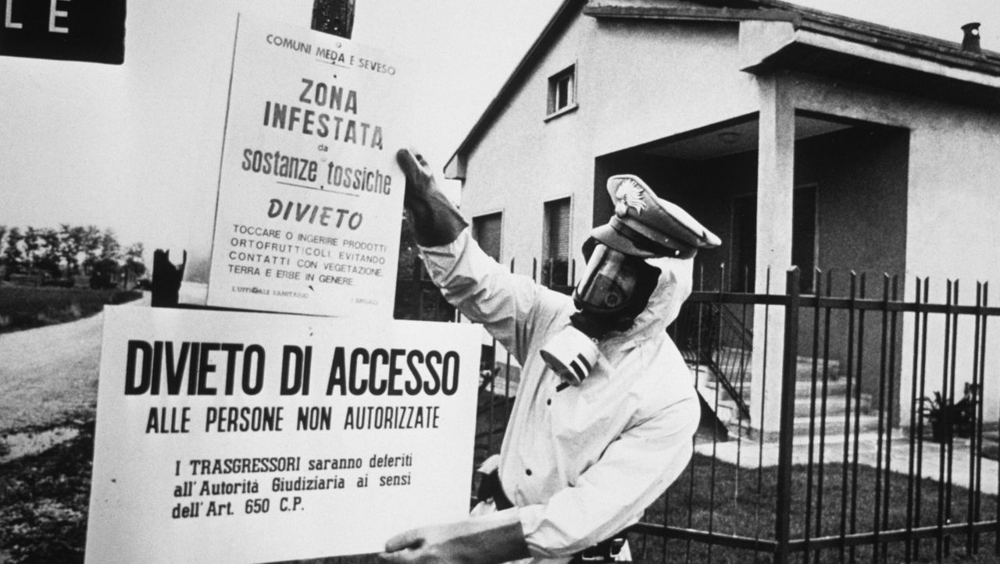 LE
COMUNI MEDA E SEVESO
ZONA
INFESTATA
da
sostanze tossiche
DIVIETO
TOCCARE O INGERIRE PRODOTTI
ORTOFRUTTICOLI, EVITANDO
CONTATTI CON VEGETAZIONE,
TERRA E ERBE IN GENERE.
L'UFFICIALE SANITARIO I SINDACI
DIVIETO DI ACCESSO
ALLE PERSONE NON AUTORIZZATE
I TRASGRESSORI saranno deferiti
all'Autorità Giudiziaria ai sensi
dell'Art. 650 C.P.